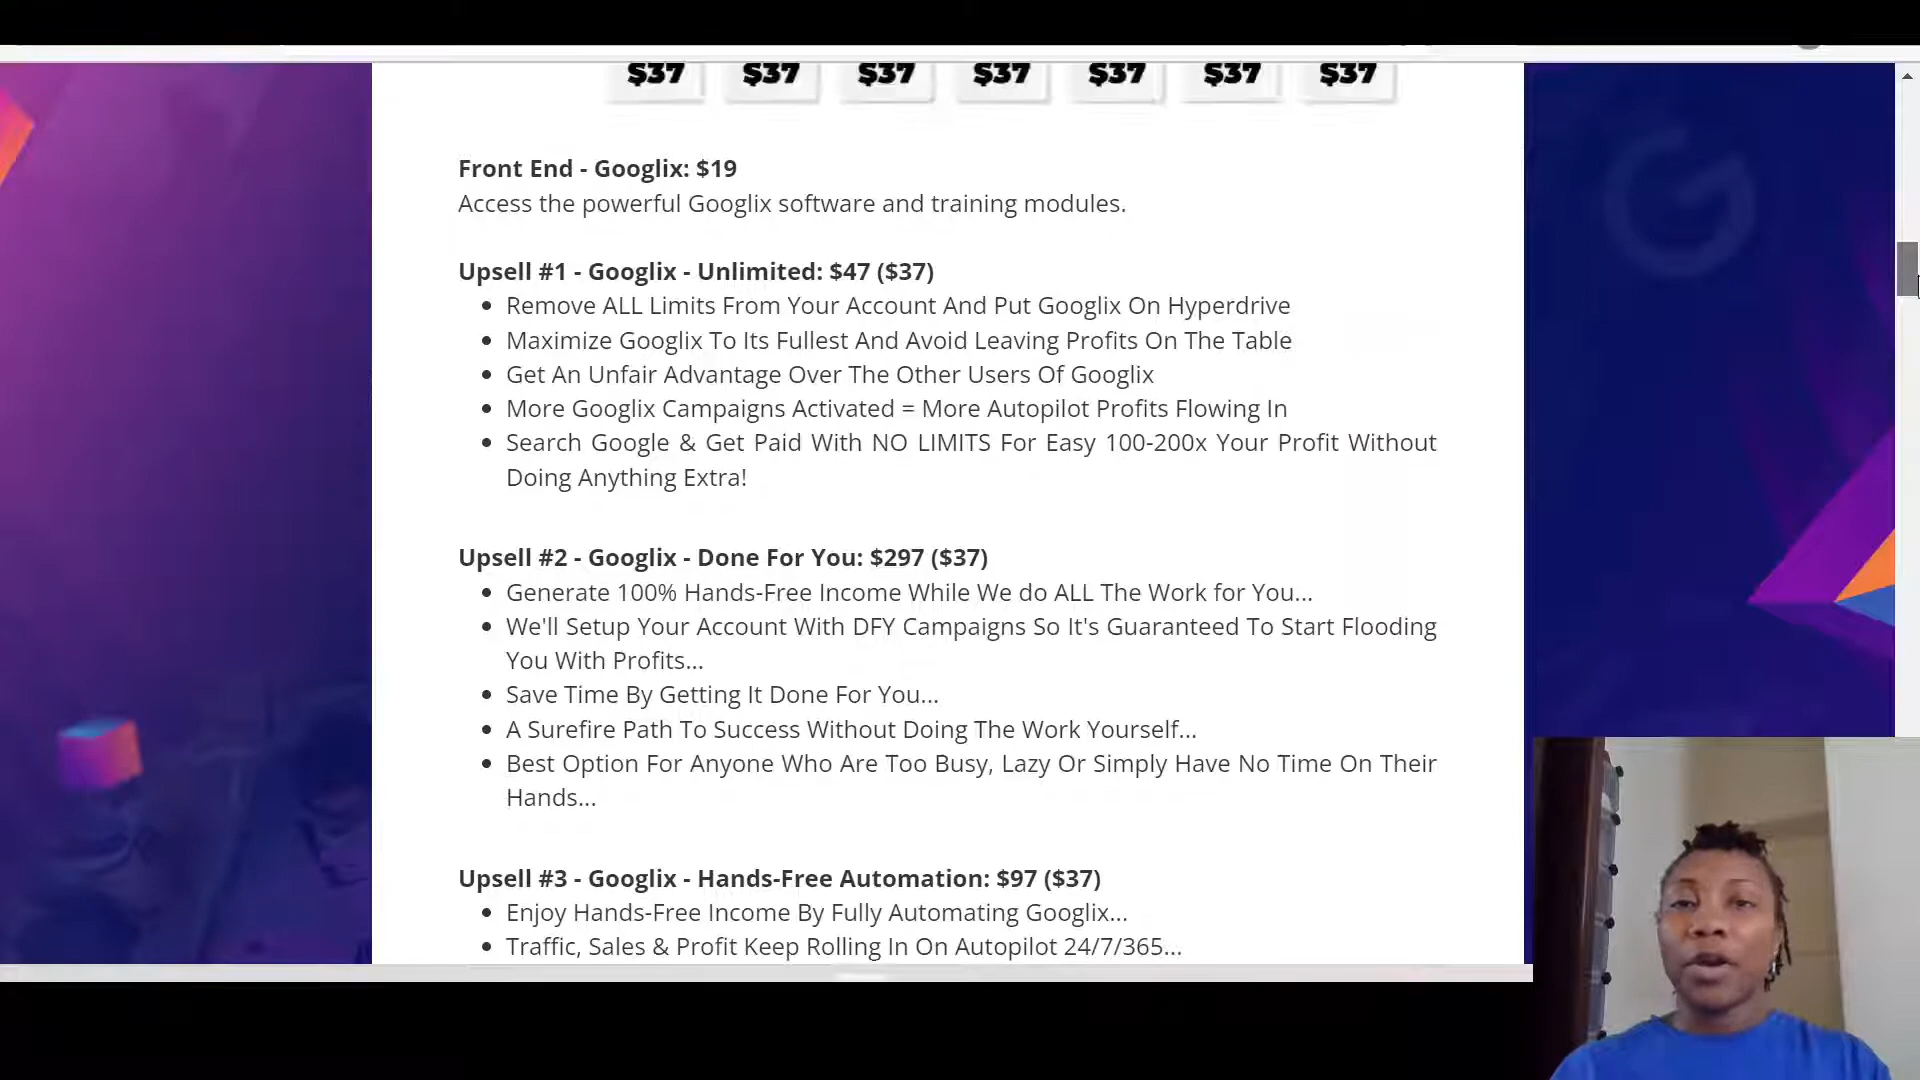 $37 $37 $37 $37 $37 $37 $37
Front End - Googlix: $19
Access the powerful Googlix software and training modules.
Upsell #1 - Googlix - Unlimited: $47 ($37)
• Remove ALL Limits From Your Account And Put Googlix On Hyperdrive
• Maximize Googlix To Its Fullest And Avoid Leaving Profits On The Table
• Get An Unfair Advantage Over The Other Users Of Googlix
• More Googlix Campaigns Activated = More Autopilot Profits Flowing In
• Search Google & Get Paid With NO LIMITS For Easy 100-200x Your Profit Without
Doing Anything Extra!
Upsell #2 - Googlix - Done For You: $297 ($37)
• Generate 100% Hands-Free Income While We do ALL The Work for You...
• We'll Setup Your Account With DFY Campaigns So It's Guaranteed To Start Flooding
You With Profits...
• Save Time By Getting It Done For You...
• A Surefire Path To Success Without Doing The Work Yourself...
• Best Option For Anyone Who Are Too Busy, Lazy Or Simply Have No Time On Their
Hands...
Upsell #3 - Googlix - Hands-Free Automation: $97 ($37)
• Enjoy Hands-Free Income By Fully Automating Googlix...
• Traffic, Sales & Profit Keep Rolling In On Autopilot 24/7/365...